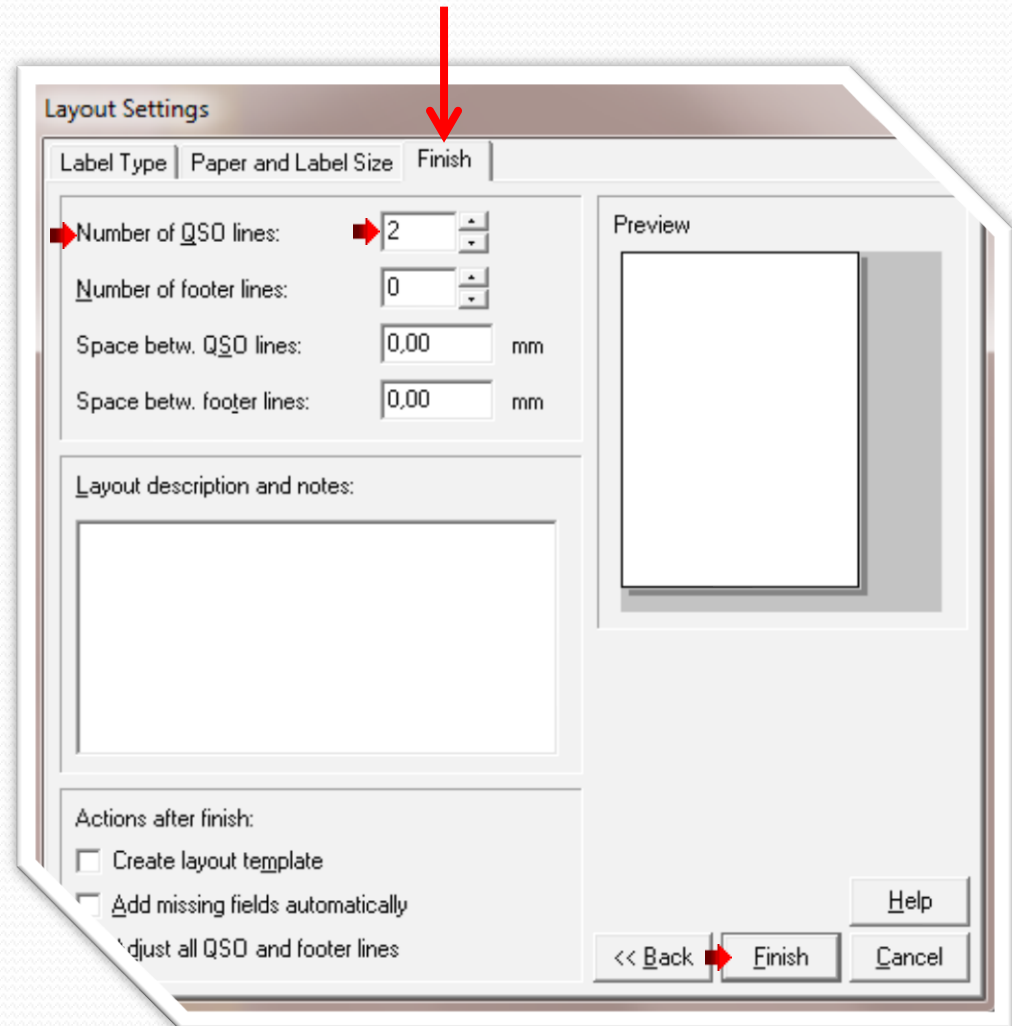 Layout Settings
Label Type Paper and Label Size Finish
Number of QSO lines: 2
Number of footer lines: 0
Space betw. QSO lines: 0,00 mm
Space betw. footer lines: 0,00 mm
Layout description and notes:
Actions after finish:
Create layout template
Add missing fields automatically
Adjust all QSO and footer lines
Preview
Help
<< Back Finish Cancel